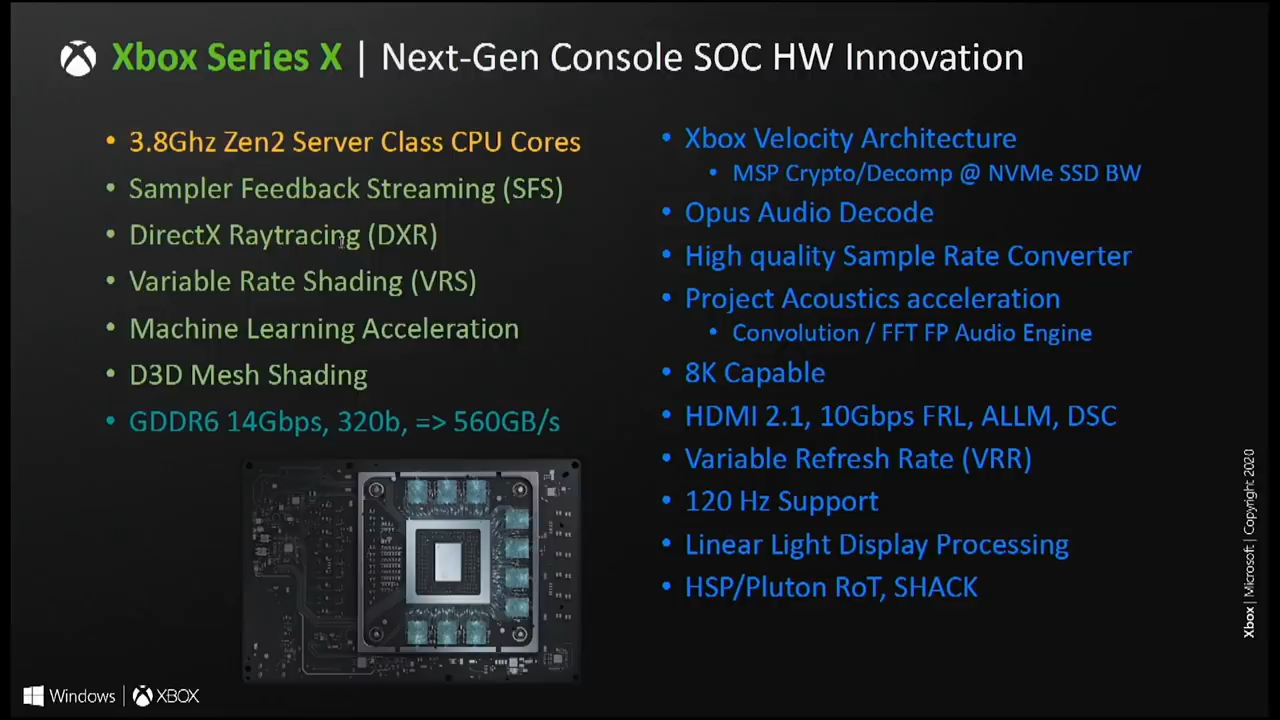 Xbox Series X | Next-Gen Console SOC HW Innovation
• 3.8Ghz Zen2 Server Class CPU Cores
• Sampler Feedback Streaming (SFS)
• DirectX Raytracing (DXR)
• Variable Rate Shading (VRS)
• Machine Learning Acceleration
• D3D Mesh Shading
• GDDR6 14Gbps, 320b, => 560GB/s
• Xbox Velocity Architecture
• MSP Crypto/Decomp @ NVMe SSD BW
• Opus Audio Decode
• High quality Sample Rate Converter
• Project Acoustics acceleration
• Convolution / FFT FP Audio Engine
• 8K Capable
• HDMI 2.1, 10Gbps FRL, ALLM, DSC
• Variable Refresh Rate (VRR)
• 120 Hz Support
• Linear Light Display Processing
• HSP/Pluton RoT, SHACK
Xbox | Microsoft | Copyright 2020
Windows | XBOX